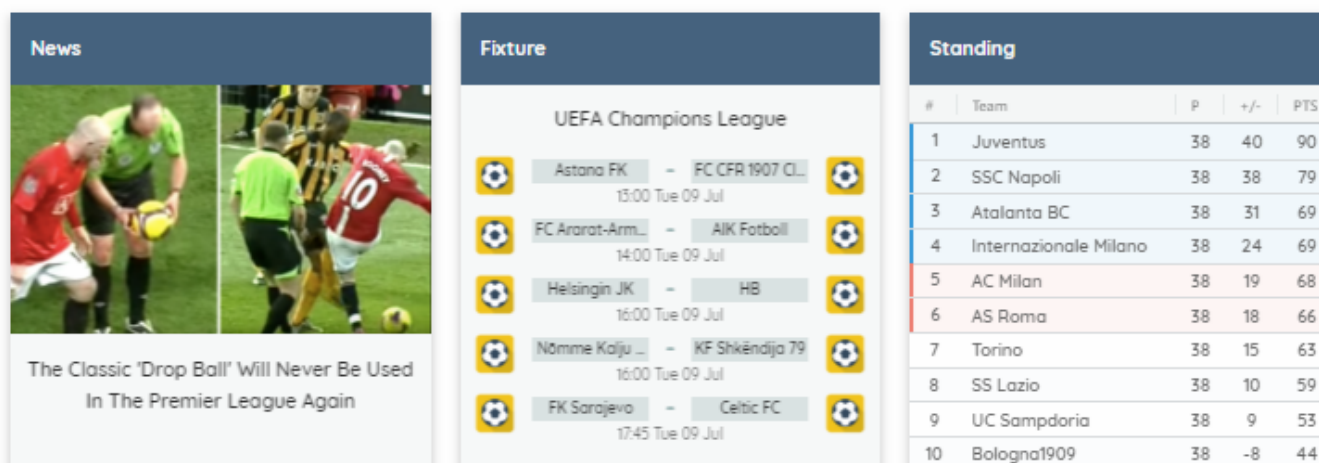 News
ROONEY
10
The Classic 'Drop Ball' Will Never Be Used
In The Premier League Again
Fixture
UEFA Champions League
Astana FK – FC CFR 1907 Cl...
13:00 Tue 09 Jul
FC Ararat-Arm... – AIK Fotboll
14:00 Tue 09 Jul
Helsingin JK – HB
16:00 Tue 09 Jul
Nõmme Kalju ... – KF Shkëndija 79
16:00 Tue 09 Jul
FK Sarajevo – Celtic FC
17:45 Tue 09 Jul
Standing
# Team P +/- PTS
1 Juventus 38 40 90
2 SSC Napoli 38 38 79
3 Atalanta BC 38 31 69
4 Internazionale Milano 38 24 69
5 AC Milan 38 19 68
6 AS Roma 38 18 66
7 Torino 38 15 63
8 SS Lazio 38 10 59
9 UC Sampdoria 38 9 53
10 Bologna1909 38 -8 44